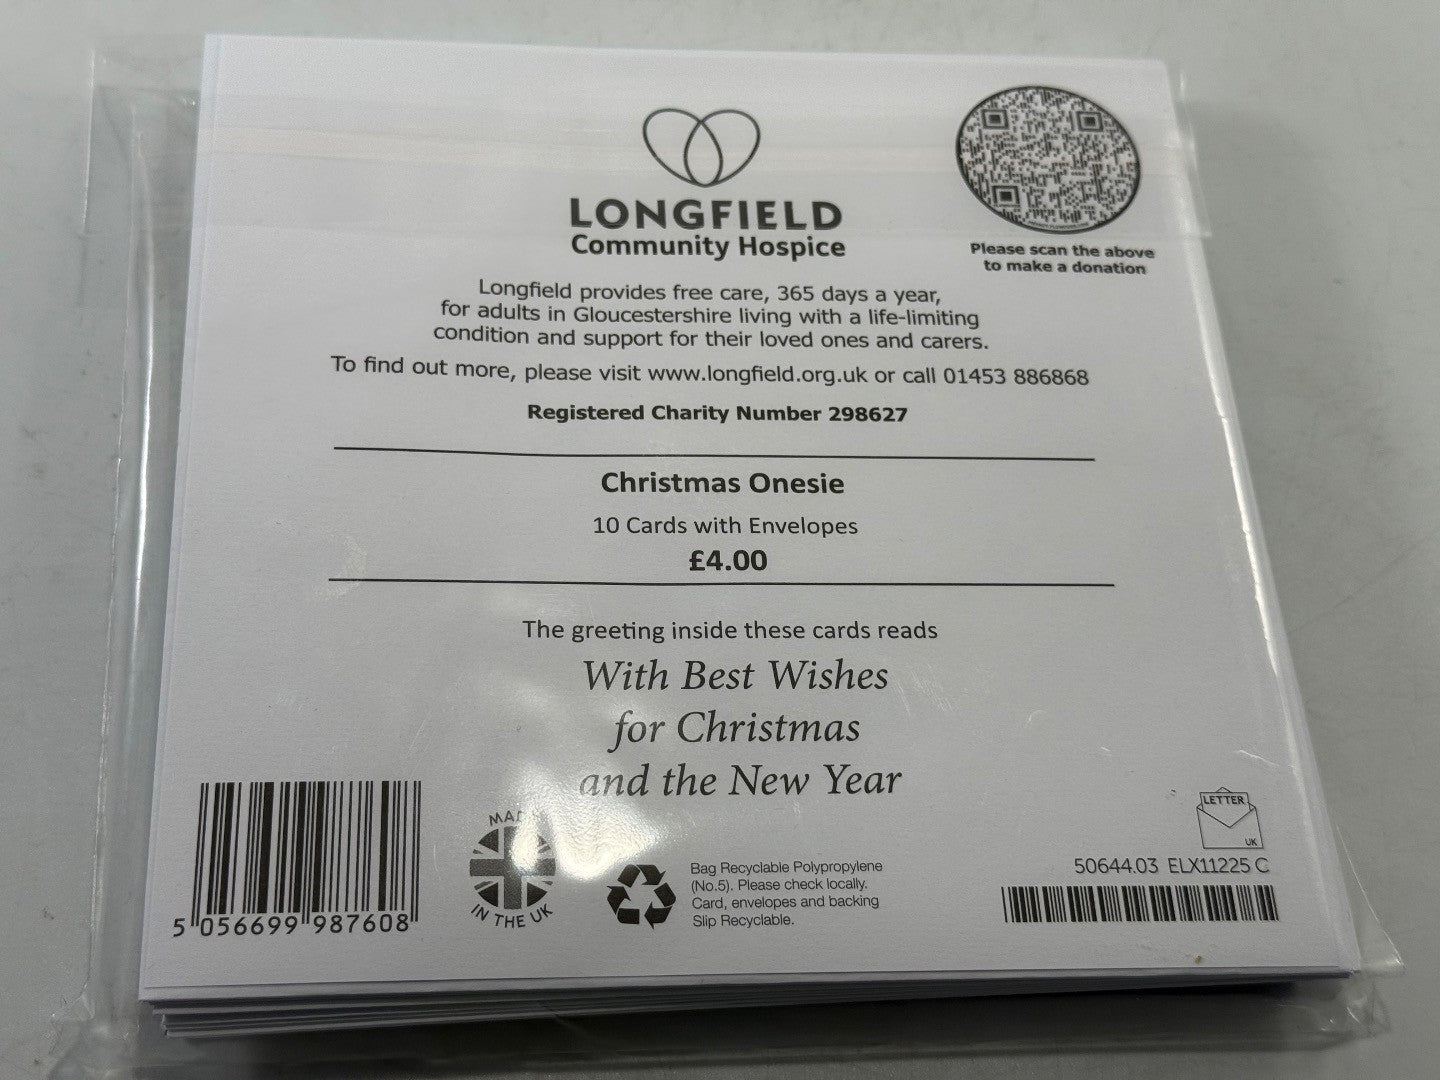 LONGFIELD
Community Hospice
Please scan the above
to make a donation
Longfield provides free care, 365 days a year,
for adults in Gloucestershire living with a life-limiting
condition and support for their loved ones and carers.
To find out more, please visit www.longfield.org.uk or call 01453 886868
Registered Charity Number 298627
Christmas Onesie
10 Cards with Envelopes
£4.00
The greeting inside these cards reads
With Best Wishes
for Christmas
and the New Year
LETTER
UK
50644.03 ELX11225 C
MADE
IN THE UK
Bag Recyclable Polypropylene
(No.5). Please check locally.
Card, envelopes and backing
Slip Recyclable.
5 056699 987608